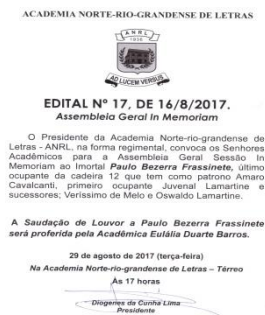 ACADEMIA NORTE-RIO-GRANDENSE DE LETRAS
ANRL
1936
AD LUCEM VERSUS
EDITAL Nº 17, DE 16/8/2017.
Assembleia Geral In Memoriam
O Presidente da Academia Norte-rio-grandense de
Letras - ANRL, na forma regimental, convoca os Senhores
Acadêmicos para a Assembleia Geral Sessão In
Memoriam ao Imortal Paulo Bezerra Frassinete, último
ocupante da cadeira 12 que tem como patrono Amaro
Cavalcanti, primeiro ocupante Juvenal Lamartine e
sucessores; Veríssimo de Melo e Oswaldo Lamartine.
A Saudação de Louvor a Paulo Bezerra Frassinete
será proferida pela Acadêmica Eulália Duarte Barros.
29 de agosto de 2017 (terça-feira)
Na Academia Norte-rio-grandense de Letras – Térreo
Às 17 horas
Diogenes da Cunha Lima
Presidente